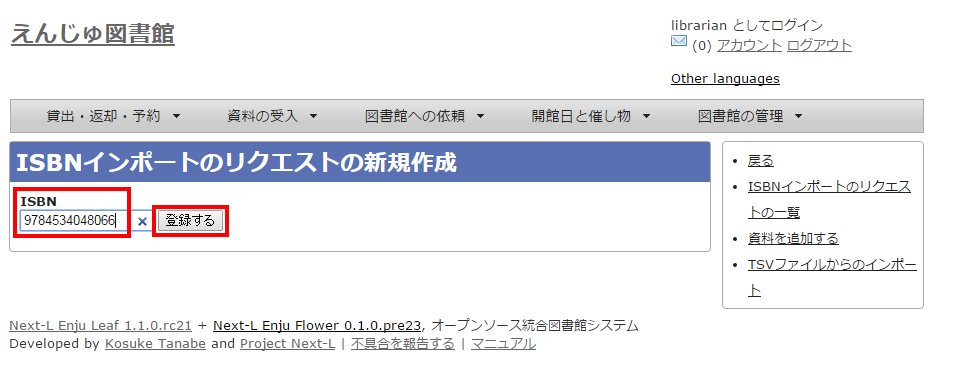 えんじゅ図書館
librarian としてログイン
(0) アカウント ログアウト
Other languages
貸出・返却・予約 資料の受入 図書館への依頼 開館日と催し物 図書館の管理
ISBNインポートのリクエストの新規作成
ISBN
9784534048066 × 登録する
戻る
ISBNインポートのリクエス
トの一覧
資料を追加する
TSVファイルからのインポー
ト
Next-L Enju Leaf 1.1.0.rc21 + Next-L Enju Flower 0.1.0.pre23, オープンソース統合図書館システム
Developed by Kosuke Tanabe and Project Next-L | 不具合を報告する | マニュアル